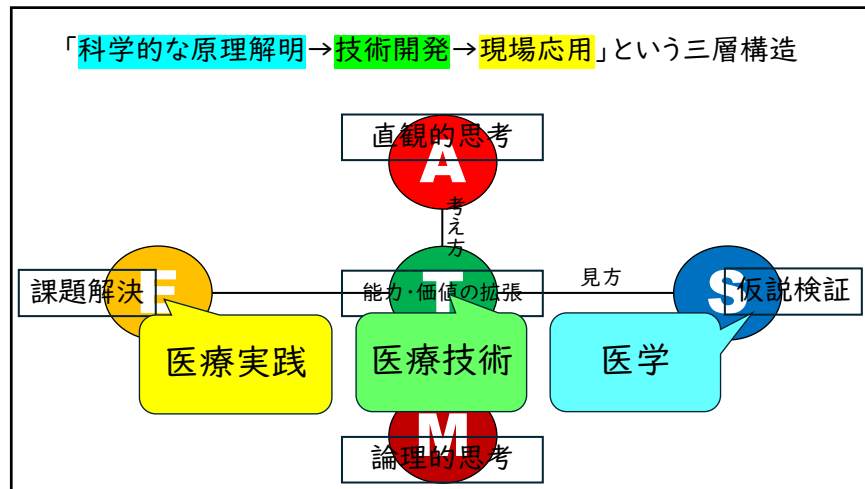 「科学的な原理解明→技術開発→現場応用」という三層構造
直観的思考
A
考え方
課題解決
E
能力・価値の拡張
T
見方
S
仮説検証
医療実践
医療技術
医学
M
論理的思考